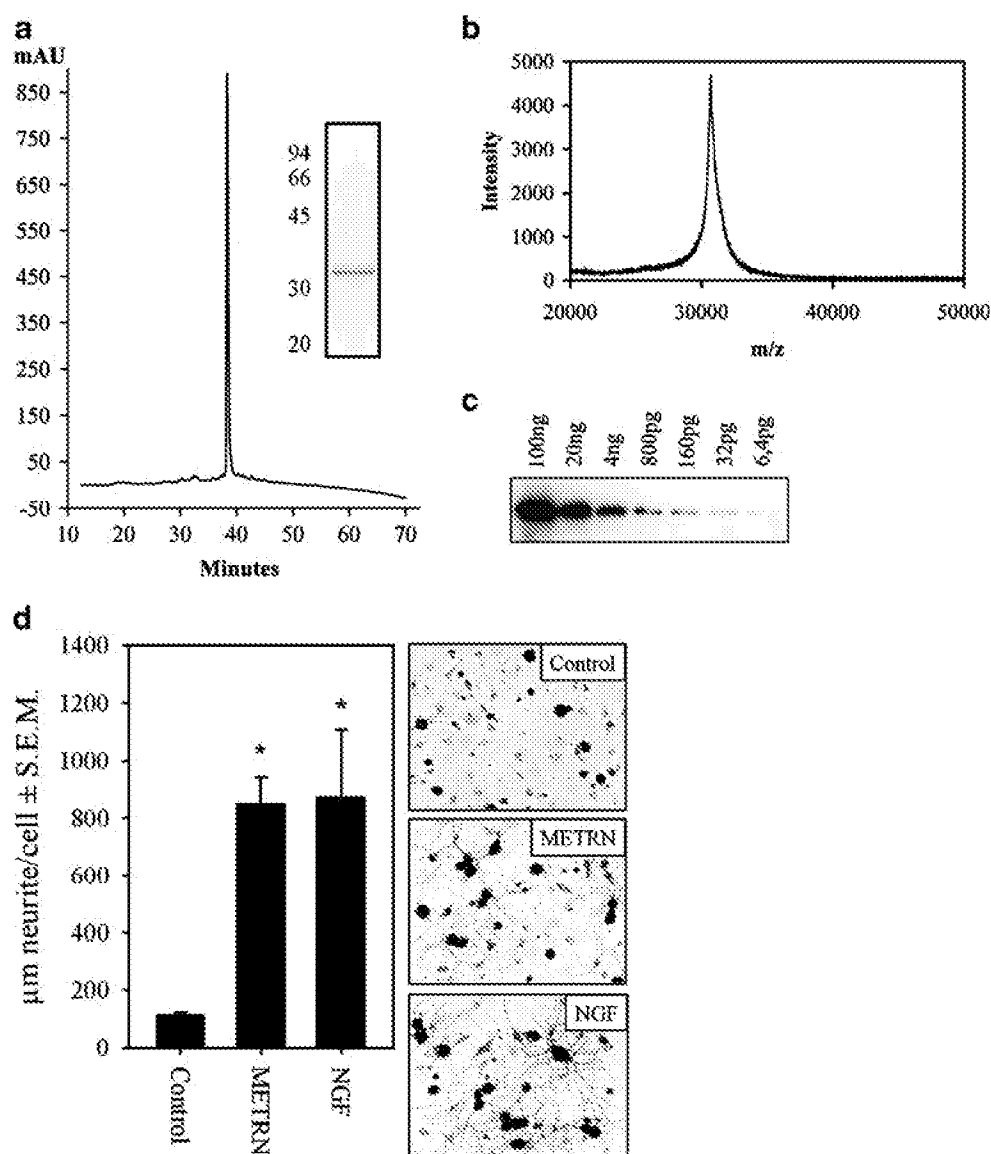 a
mAU
850
750
650
550
450
350
250
150
50
-50
10 20 30 40 50 60 70
Minutes
94
66
45
30
20
b
5000
4000
3000
2000
1000
0
Intensity
20000 30000 40000 50000
m/z
c
100ng 20ng 4ng 800pg 160pg 32pg 6,4pg
d
1400
1200
1000
800
600
400
200
0
µm neurite/cell ± S.E.M.
* *
Control METRN NGF
Control
METRN
NGF